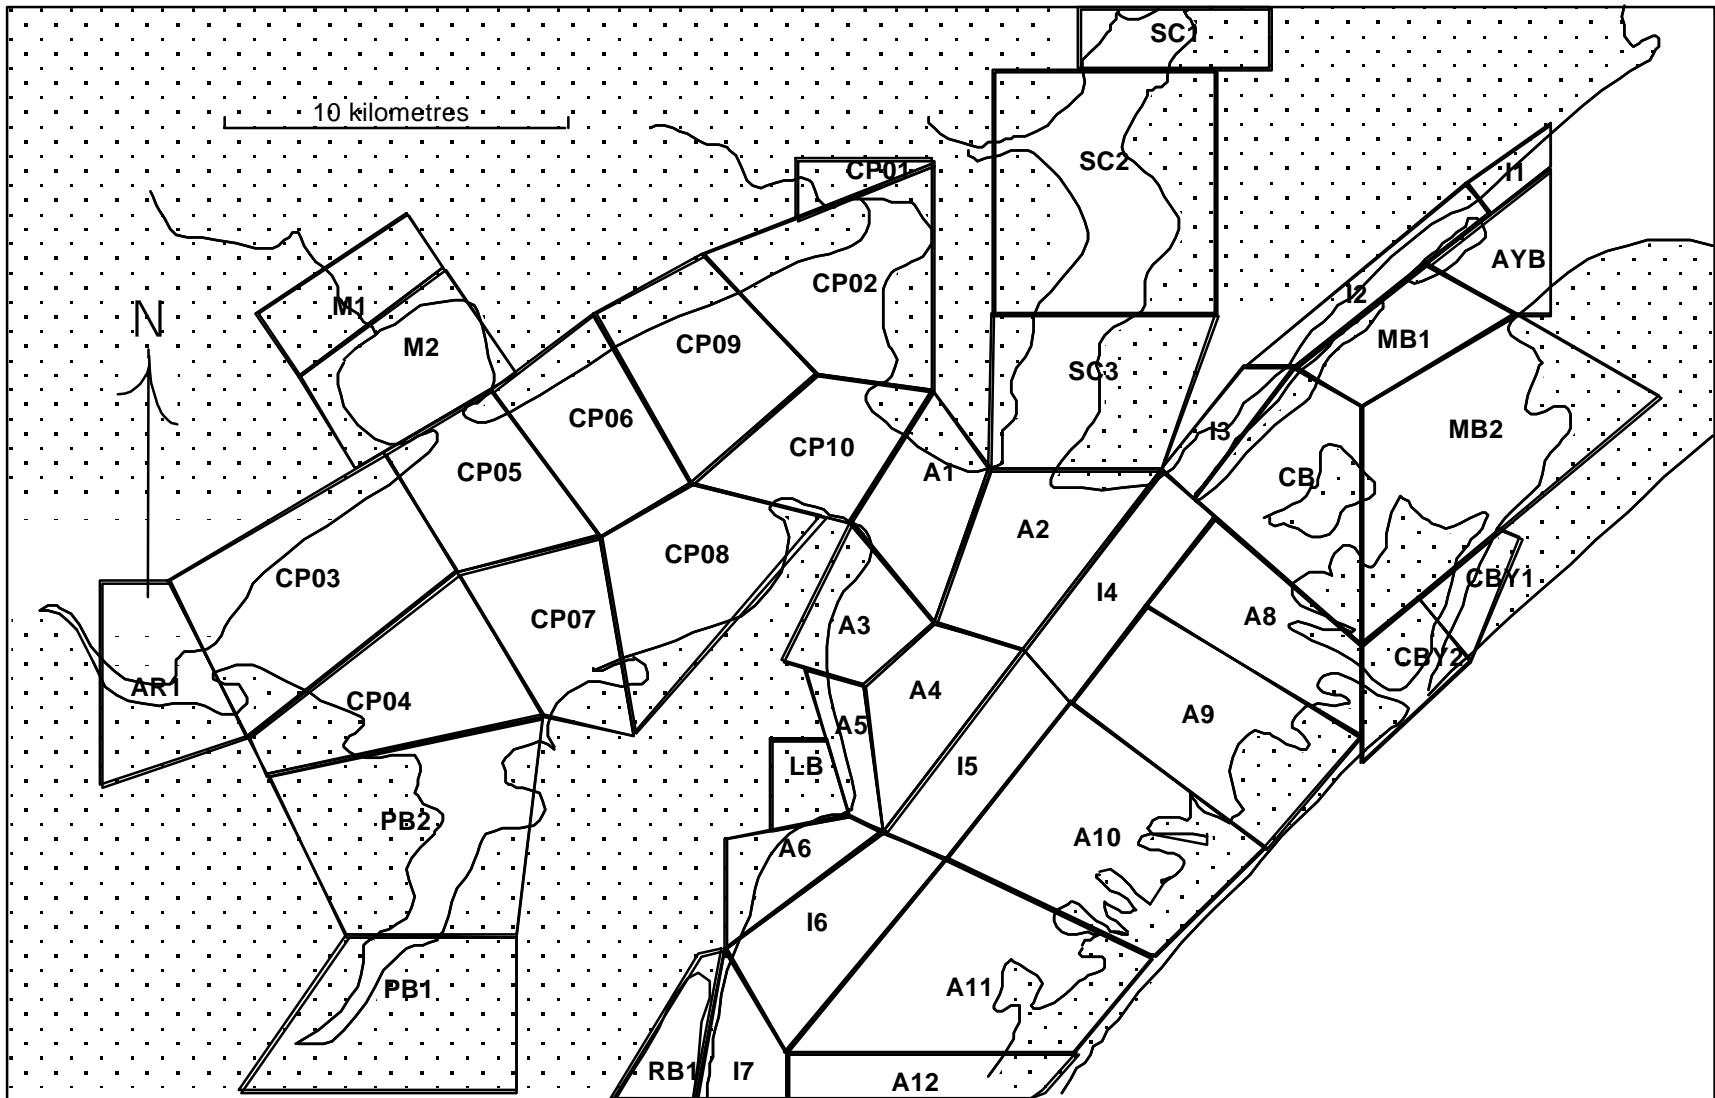 SC1
10 kilometres
SC2
CP01
I1
AYB
CP02
I2
M1
N
MB1
M2
CP09
SC3
CP06
I3
MB2
CP10
CP05
A1
CB
A2
CP08
CP03
CBY1
I4
CP07
A8
A3
CBY2
AR1
A4
CP04
A9
A5
LB
I5
PB2
A10
A6
I6
PB1
A11
RB1
I7
A12